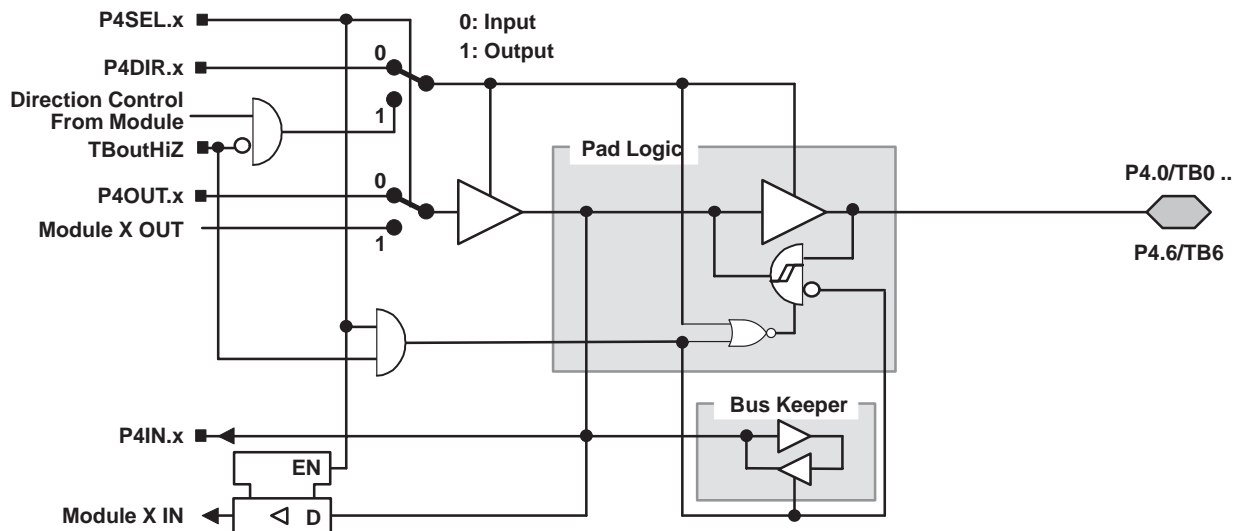 P4SEL.x
0: Input
1: Output
0
P4DIR.x
Direction Control
From Module
1
TBoutHiZ
Pad Logic
P4OUT.x
0
P4.0/TB0 ..
Module X OUT
1
P4.6/TB6
Bus Keeper
P4IN.x
EN
Module X IN
D